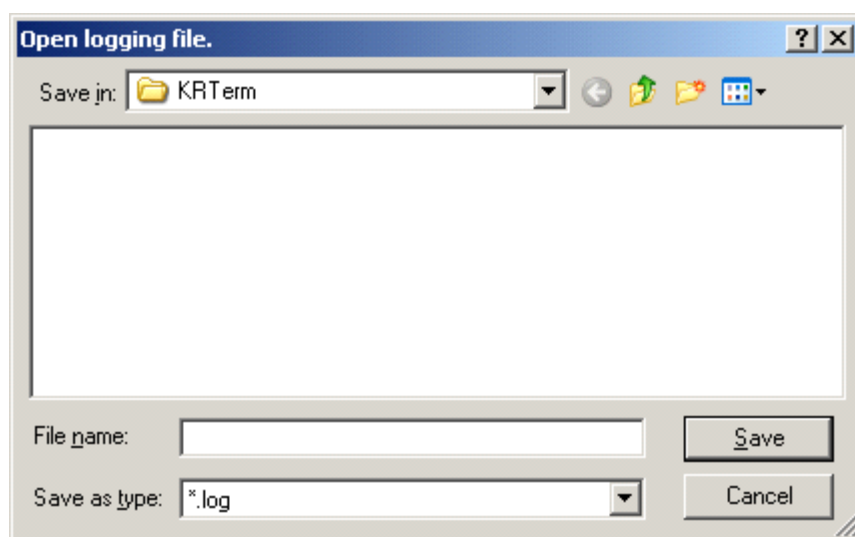 Open logging file.
Save in: KRTerm
File name: Save
Save as type: *.log Cancel